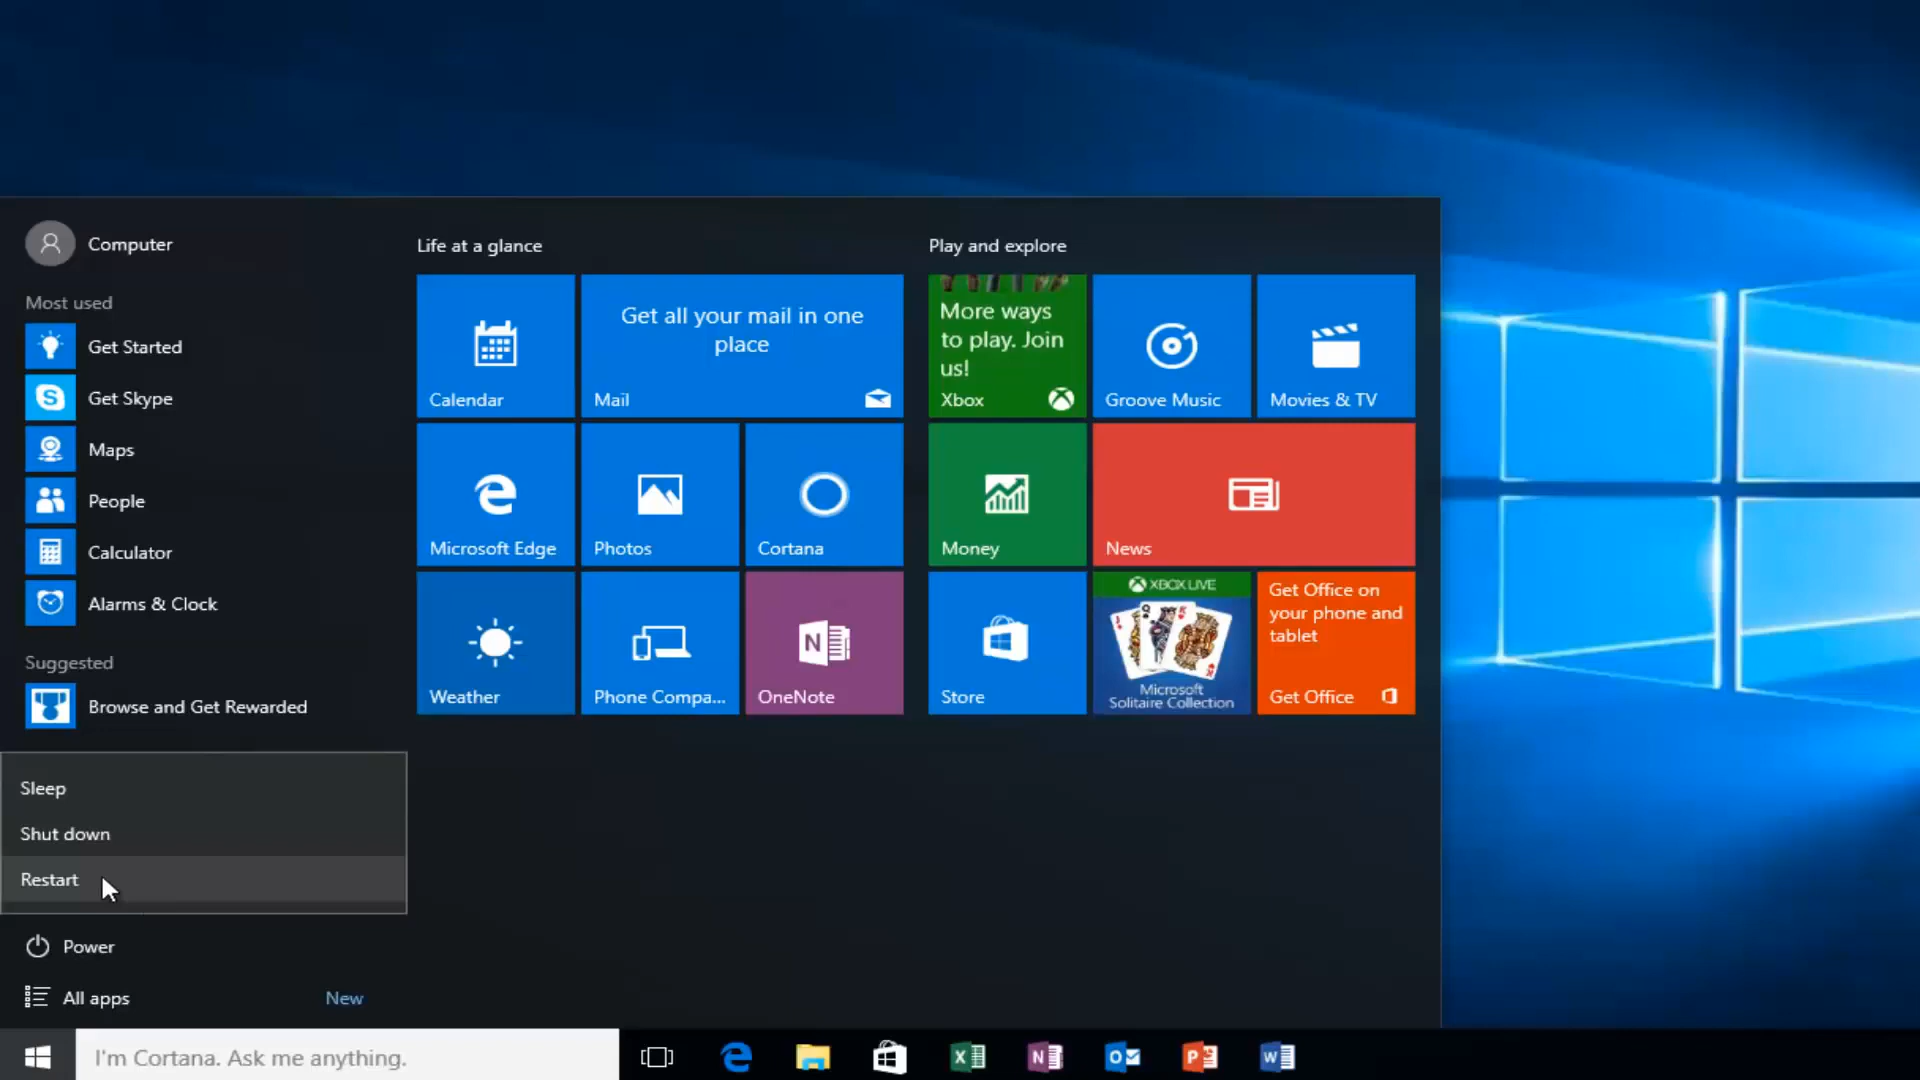 Computer
Most used
Get Started
Get Skype
Maps
People
Calculator
Alarms & Clock
Suggested
Browse and Get Rewarded
Sleep
Shut down
Restart
Power
All apps
New
Life at a glance
Calendar
Get all your mail in one
place
Mail
Microsoft Edge
Photos
Cortana
Weather
Phone Compa...
OneNote
Play and explore
More ways
to play. Join
us!
Xbox
Groove Music
Movies & TV
Money
News
Store
XBOX LIVE
Microsoft
Solitaire Collection
Get Office on
your phone and
tablet
Get Office
I'm Cortana. Ask me anything.